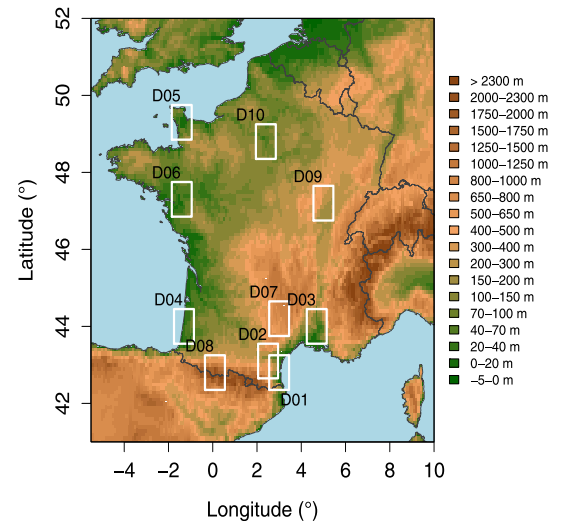 52
50
48
46
44
42
Latitude (°)
D05
D10
D06
D09
D07
D03
D04
D02
D08
D01
−4
−2
0
2
4
6
8
10
Longitude (°)
> 2300 m
2000−2300 m
1750−2000 m
1500−1750 m
1250−1500 m
1000−1250 m
800−1000 m
650−800 m
500−650 m
400−500 m
300−400 m
200−300 m
150−200 m
100−150 m
70−100 m
40−70 m
20−40 m
0−20 m
−5−0 m